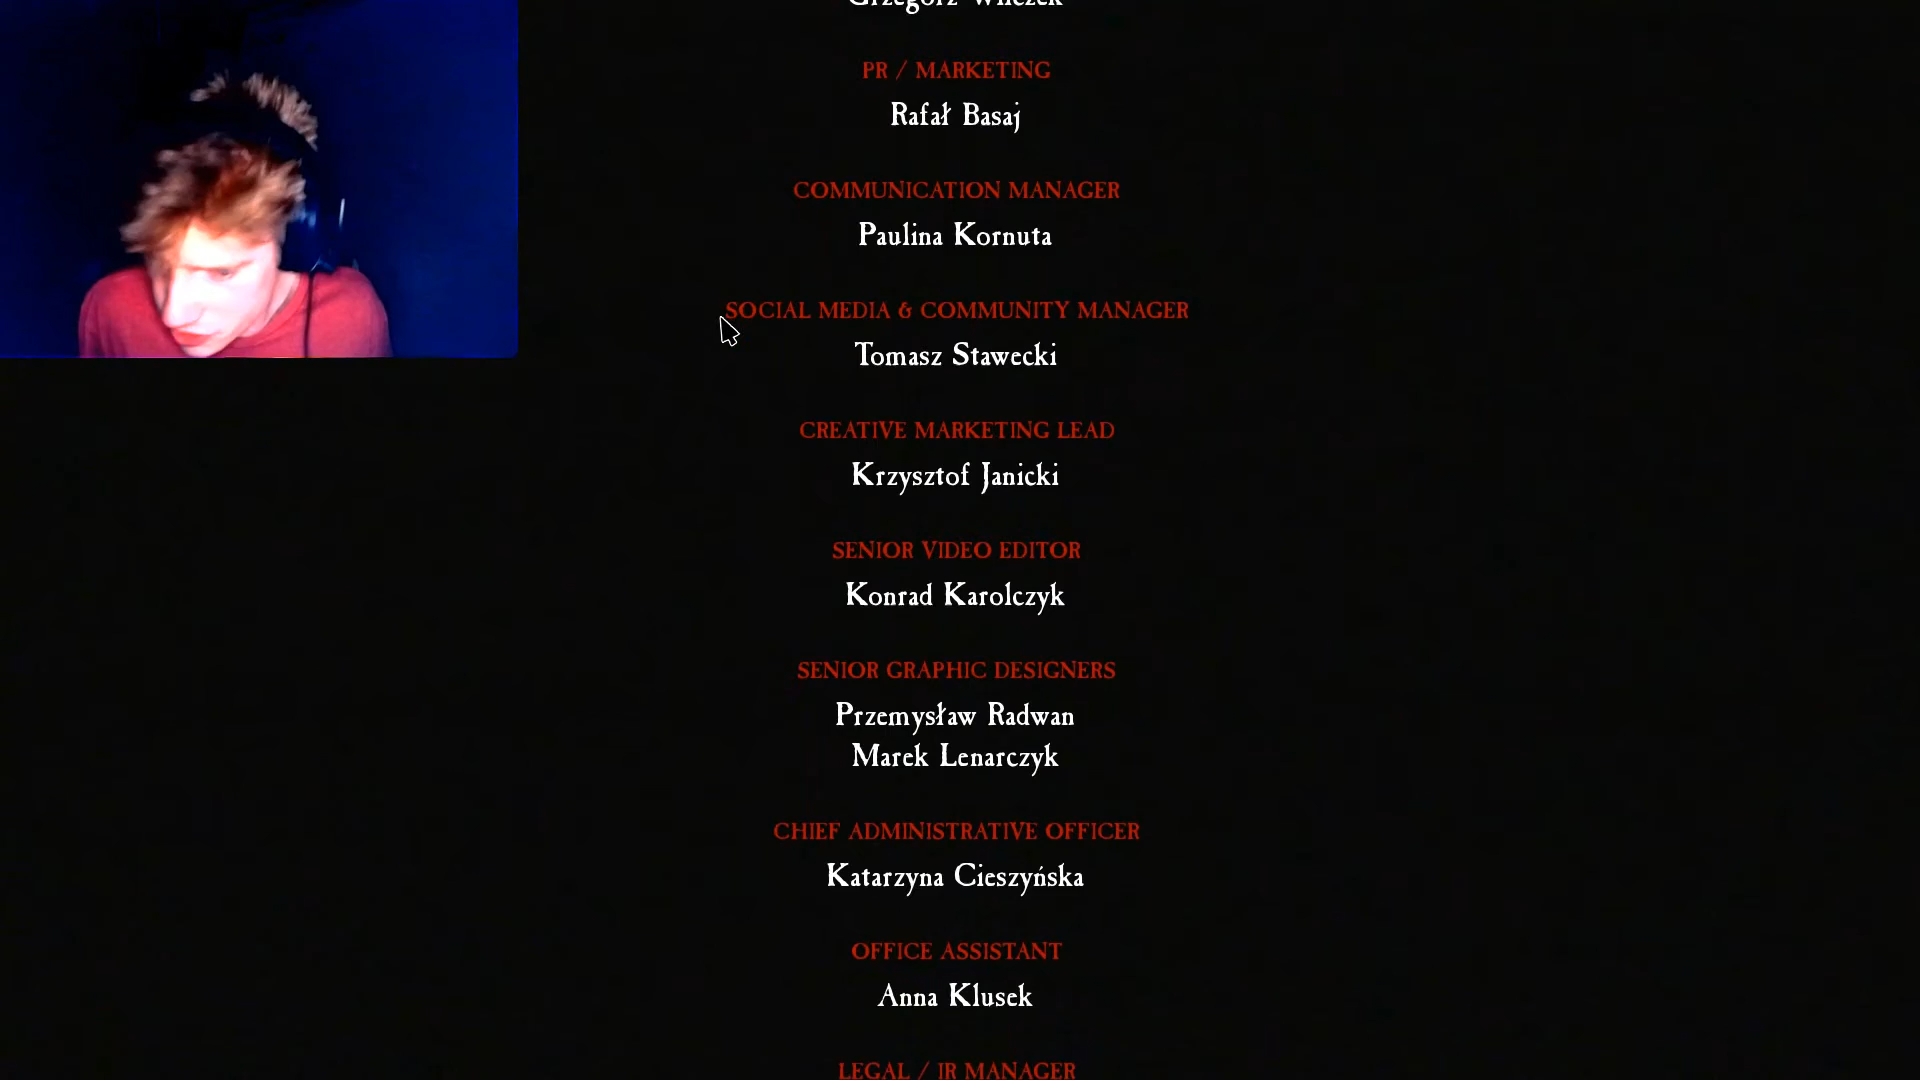 Grzegorz Wilczek
PR / MARKETING
Rafał Basaj
COMMUNICATION MANAGER
Paulina Kornuta
SOCIAL MEDIA & COMMUNITY MANAGER
Tomasz Stawecki
CREATIVE MARKETING LEAD
Krzysztof Janicki
SENIOR VIDEO EDITOR
Konrad Karolczyk
SENIOR GRAPHIC DESIGNERS
Przemysław Radwan
Marek Lenarczyk
CHIEF ADMINISTRATIVE OFFICER
Katarzyna Cieszyńska
OFFICE ASSISTANT
Anna Klusek
LEGAL / IR MANAGER